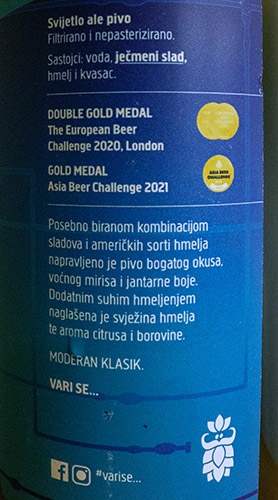 Svijetlo ale pivo
Filtrirano i nepasterizirano.
Sastojci: voda, ječmeni slad,
hmelj i kvasac.
DOUBLE GOLD MEDAL
The European Beer
Challenge 2020, London
GOLD MEDAL
Asia Beer Challenge 2021
ASIA BEER
CHALLENGE
Posebno biranom kombinacijom
sladova i američkih sorti hmelja
napravljeno je pivo bogatog okusa,
voćnog mirisa i jantarne boje.
Dodatnim suhim hmeljenjem
naglašena je svježina hmelja
te aroma citrusa i borovine.
MODERAN KLASIK.
VARI SE...
#varise...